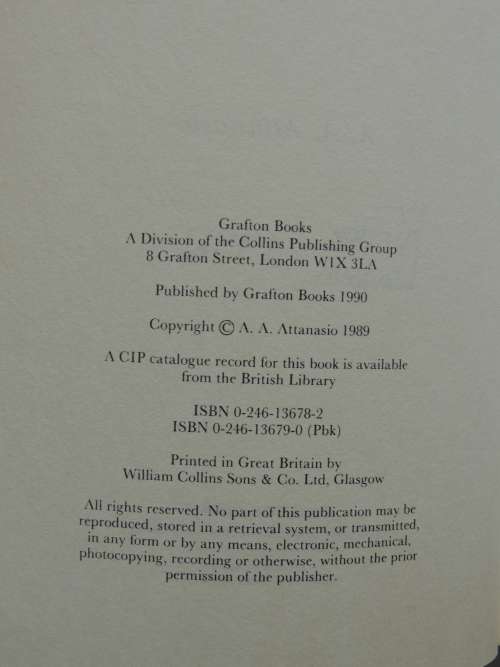 Grafton Books
A Division of the Collins Publishing Group
8 Grafton Street, London W1X 3LA
Published by Grafton Books 1990
Copyright © A. A. Attanasio 1989
A CIP catalogue record for this book is available
from the British Library
ISBN 0-246-13678-2
ISBN 0-246-13679-0 (Pbk)
Printed in Great Britain by
William Collins Sons & Co. Ltd, Glasgow
All rights reserved. No part of this publication may be
reproduced, stored in a retrieval system, or transmitted,
in any form or by any means, electronic, mechanical,
photocopying, recording or otherwise, without the prior
permission of the publisher.